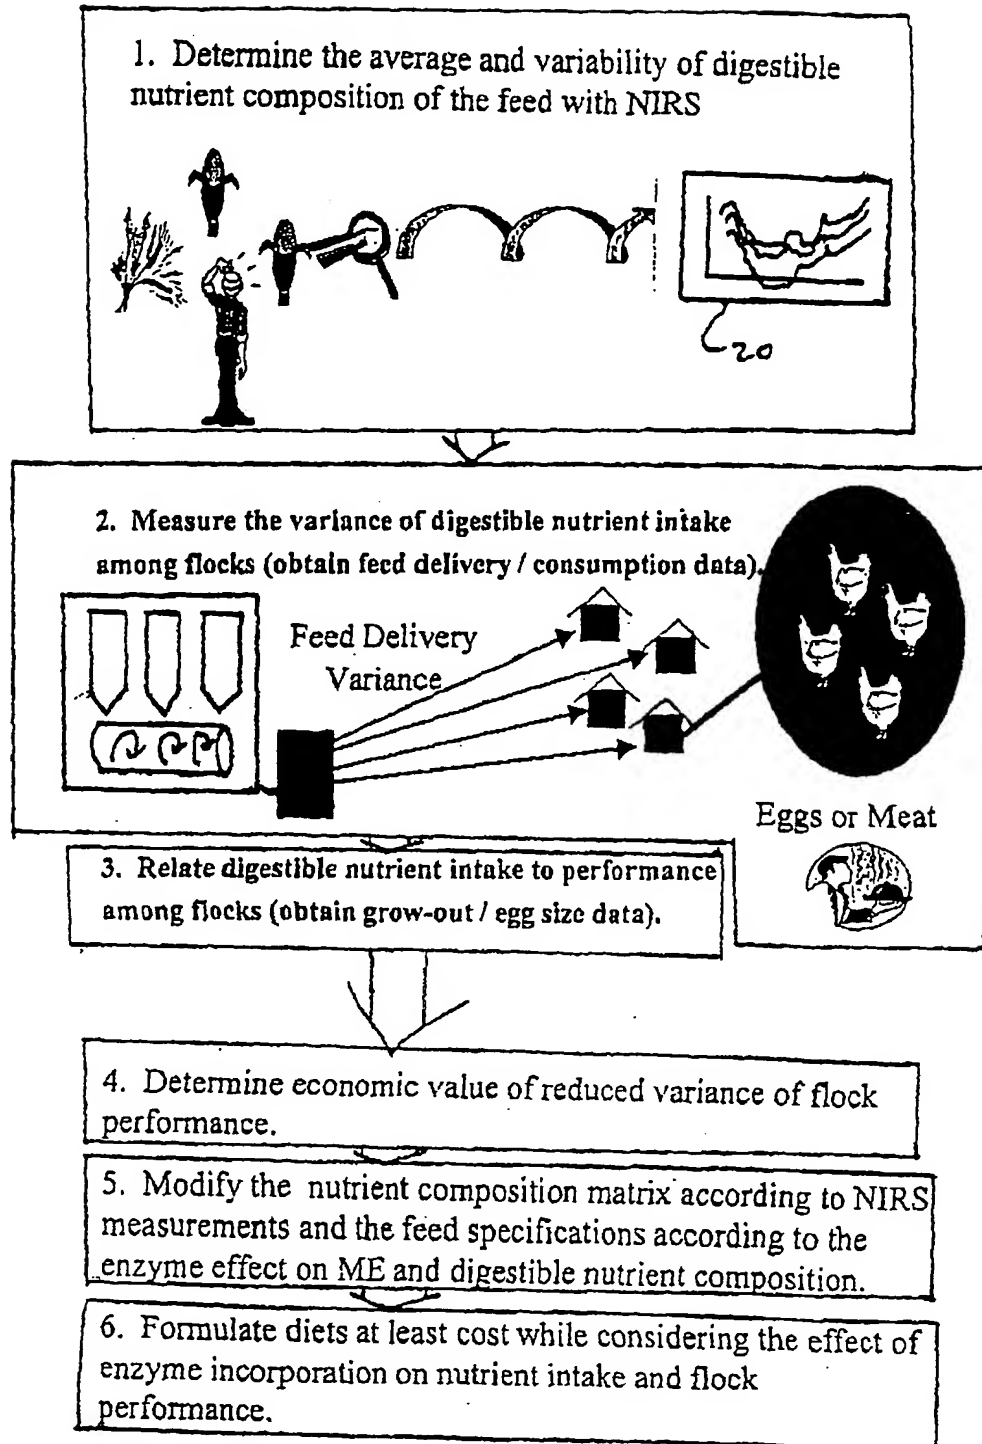 1. Determine the average and variability of digestible
nutrient composition of the feed with NIRS
20
2. Measure the variance of digestible nutrient intake
among flocks (obtain feed delivery / consumption data).
Feed Delivery
Variance
Eggs or Meat
3. Relate digestible nutrient intake to performance
among flocks (obtain grow-out / egg size data).
4. Determine economic value of reduced variance of flock
performance.
5. Modify the nutrient composition matrix according to NIRS
measurements and the feed specifications according to the
enzyme effect on ME and digestible nutrient composition.
6. Formulate diets at least cost while considering the effect of
enzyme incorporation on nutrient intake and flock
performance.